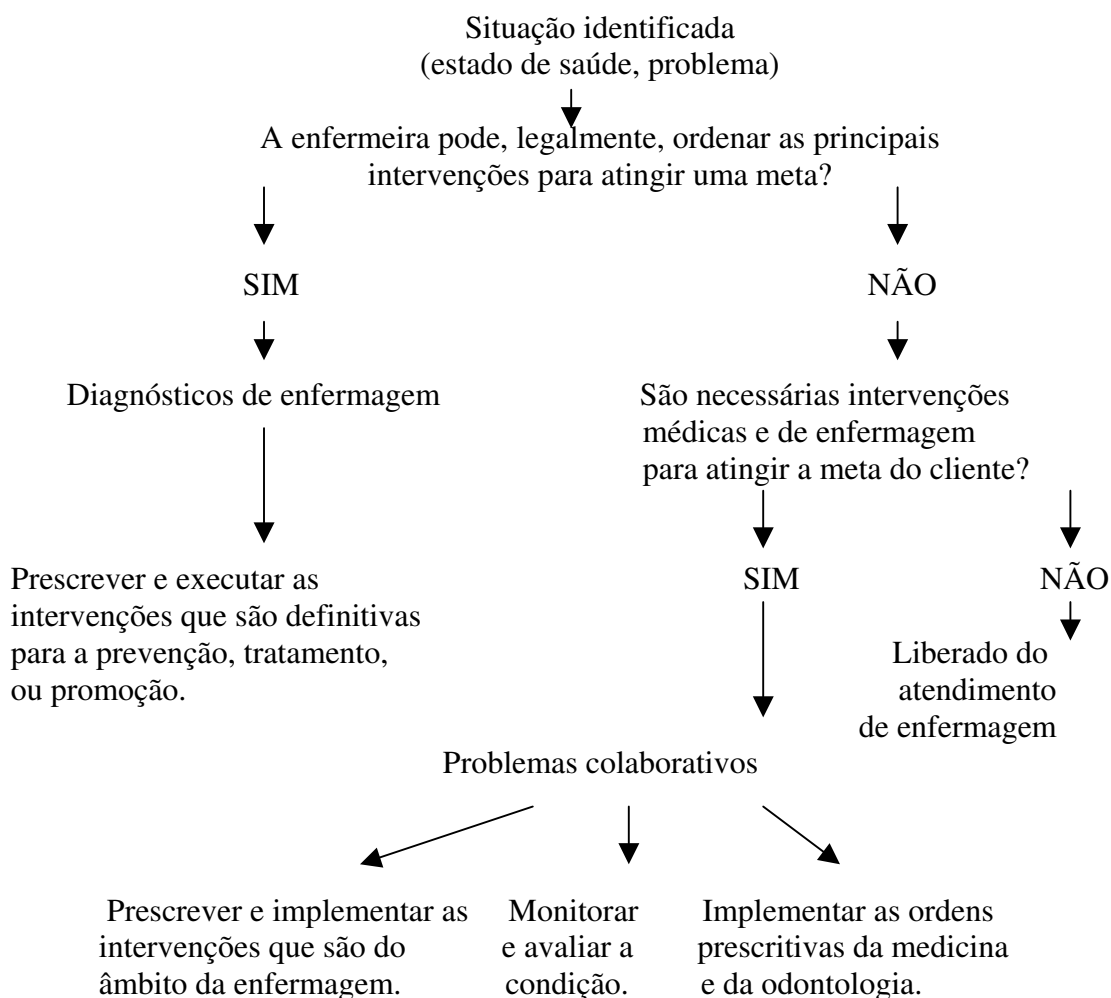 Situação identificada
(estado de saúde, problema)
A enfermeira pode, legalmente, ordenar as principais
intervenções para atingir uma meta?
SIM
NÃO
Diagnósticos de enfermagem
São necessárias intervenções
médicas e de enfermagem
para atingir a meta do cliente?
Prescrever e executar as
intervenções que são definitivas
para a prevenção, tratamento,
ou promoção.
SIM
NÃO
Liberado do
atendimento
de enfermagem
Problemas colaborativos
Prescrever e implementar as
intervenções que são do
âmbito da enfermagem.
Monitorar
e avaliar a
condição.
Implementar as ordens
prescritivas da medicina
e da odontologia.